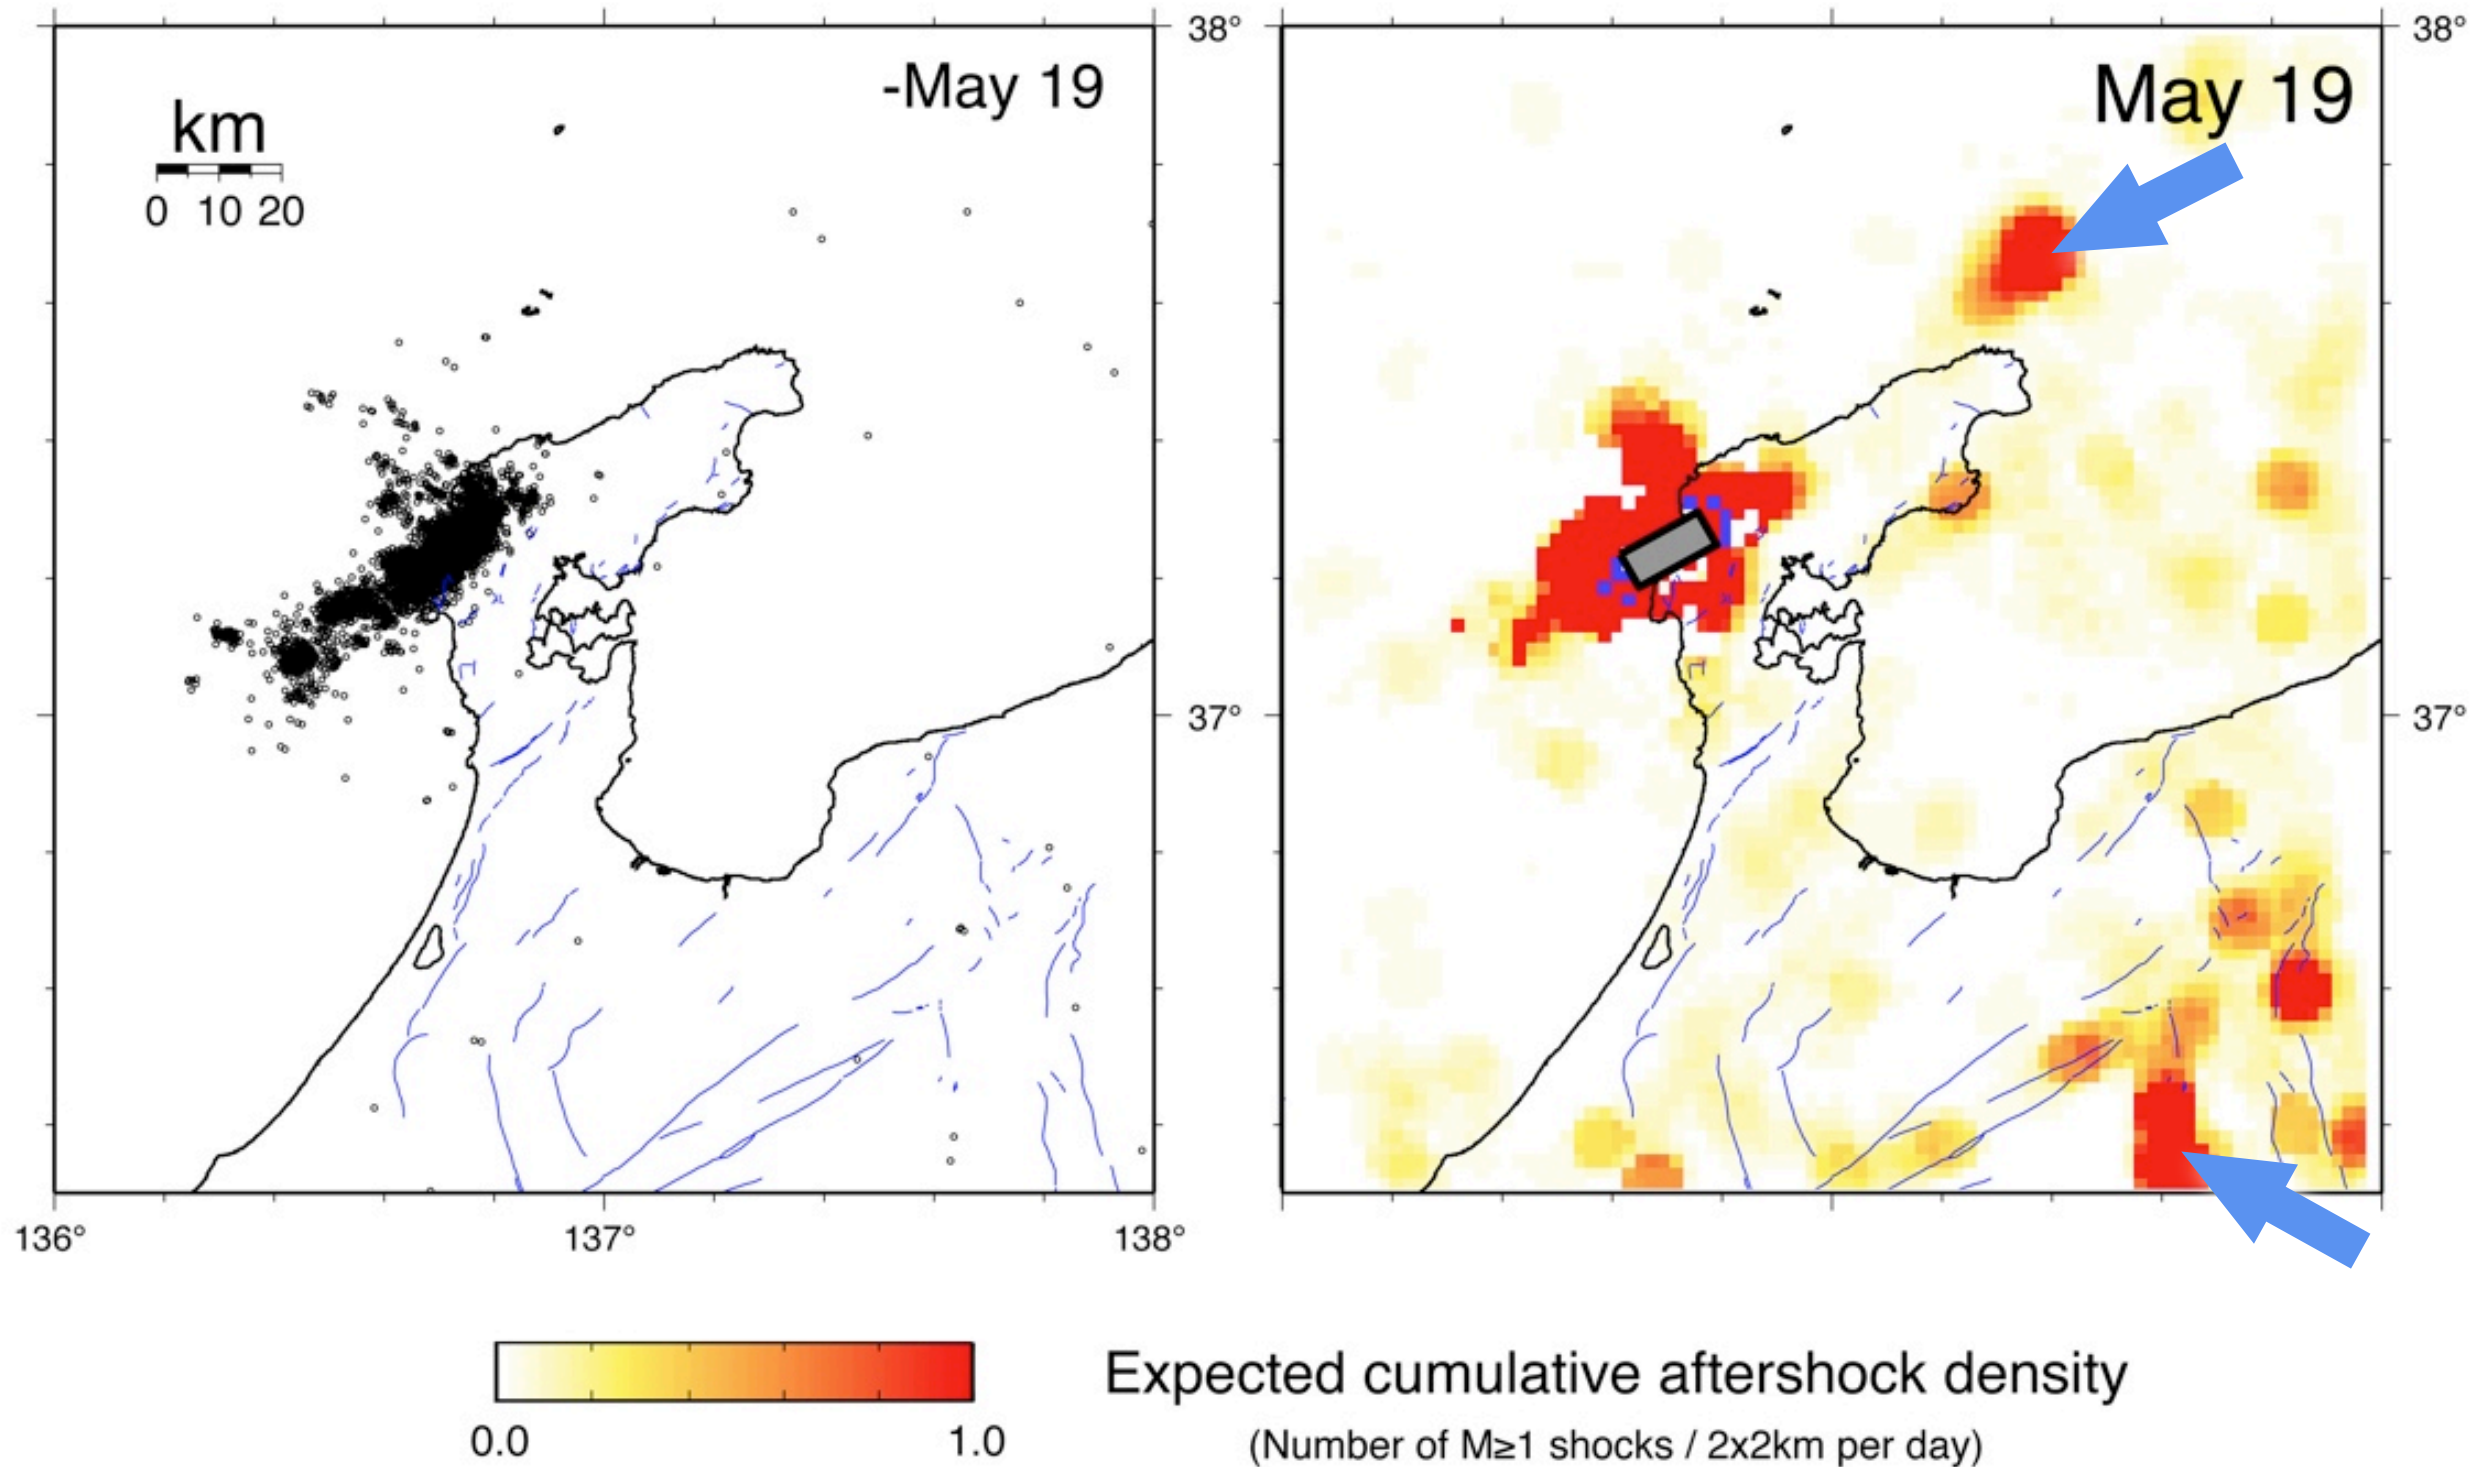 -May 19
km
0 10 20
38°
37°
136° 137° 138°
May 19
38°
37°
0.0 1.0
Expected cumulative aftershock density
(Number of M≥1 shocks / 2x2km per day)